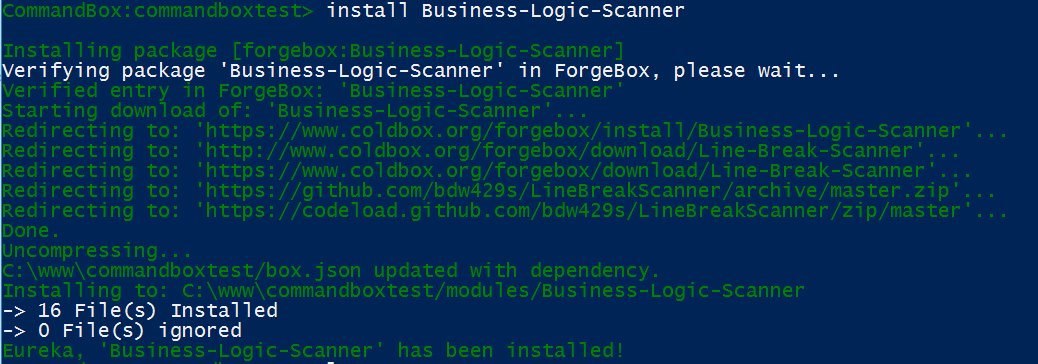 CommandBox:commandboxtest> install Business-Logic-Scanner
Installing package [forgebox:Business-Logic-Scanner]
Verifying package 'Business-Logic-Scanner' in ForgeBox, please wait...
Verified entry in ForgeBox: 'Business-Logic-Scanner'
Starting download of: 'Business-Logic-Scanner'...
Redirecting to: 'https://www.coldbox.org/forgebox/install/Business-Logic-Scanner'...
Redirecting to: 'http://www.coldbox.org/forgebox/download/Line-Break-Scanner'...
Redirecting to: 'https://www.coldbox.org/forgebox/download/Line-Break-Scanner'...
Redirecting to: 'https://github.com/bdw429s/LineBreakScanner/archive/master.zip'...
Redirecting to: 'https://codeload.github.com/bdw429s/LineBreakScanner/zip/master'...
Done.
Uncompressing...
C:\www\commandboxtest/box.json updated with dependency.
Installing to: C:\www\commandboxtest/modules/Business-Logic-Scanner
-> 16 File(s) Installed
-> 0 File(s) ignored
Eureka, 'Business-Logic-Scanner' has been installed!